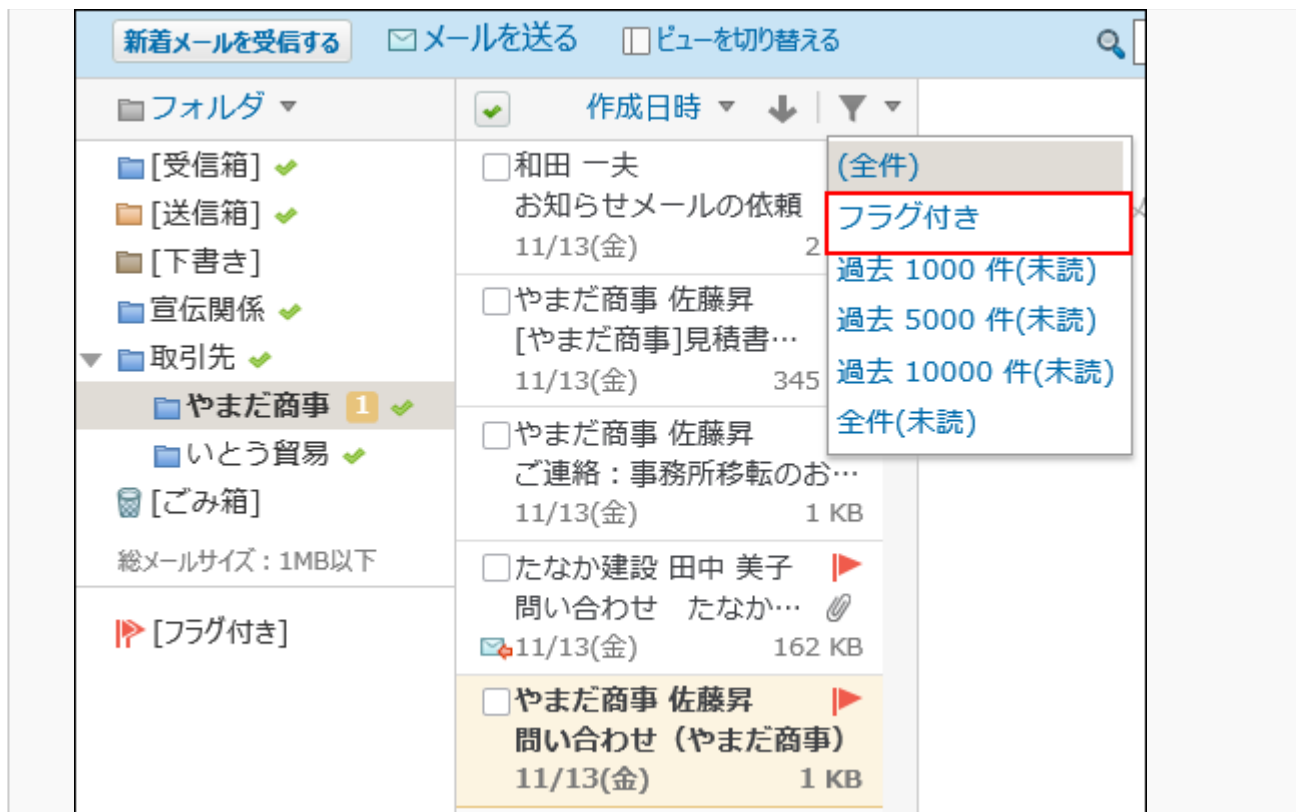 新着メールを受信する メールを送る ビューを切り替える
フォルダ
[受信箱]
[送信箱]
[下書き]
宣伝関係
取引先
やまだ商事 1
いとう貿易
[ごみ箱]
総メールサイズ：1MB以下
[フラグ付き]
作成日時
和田 一夫
お知らせメールの依頼
11/13(金) 2
やまだ商事 佐藤昇
[やまだ商事]見積書…
11/13(金) 345
やまだ商事 佐藤昇
ご連絡：事務所移転のお…
11/13(金) 1 KB
たなか建設 田中 美子
問い合わせ　たなか…
11/13(金) 162 KB
やまだ商事 佐藤昇
問い合わせ（やまだ商事）
11/13(金) 1 KB
(全件)
フラグ付き
過去 1000 件(未読)
過去 5000 件(未読)
過去 10000 件(未読)
全件(未読)